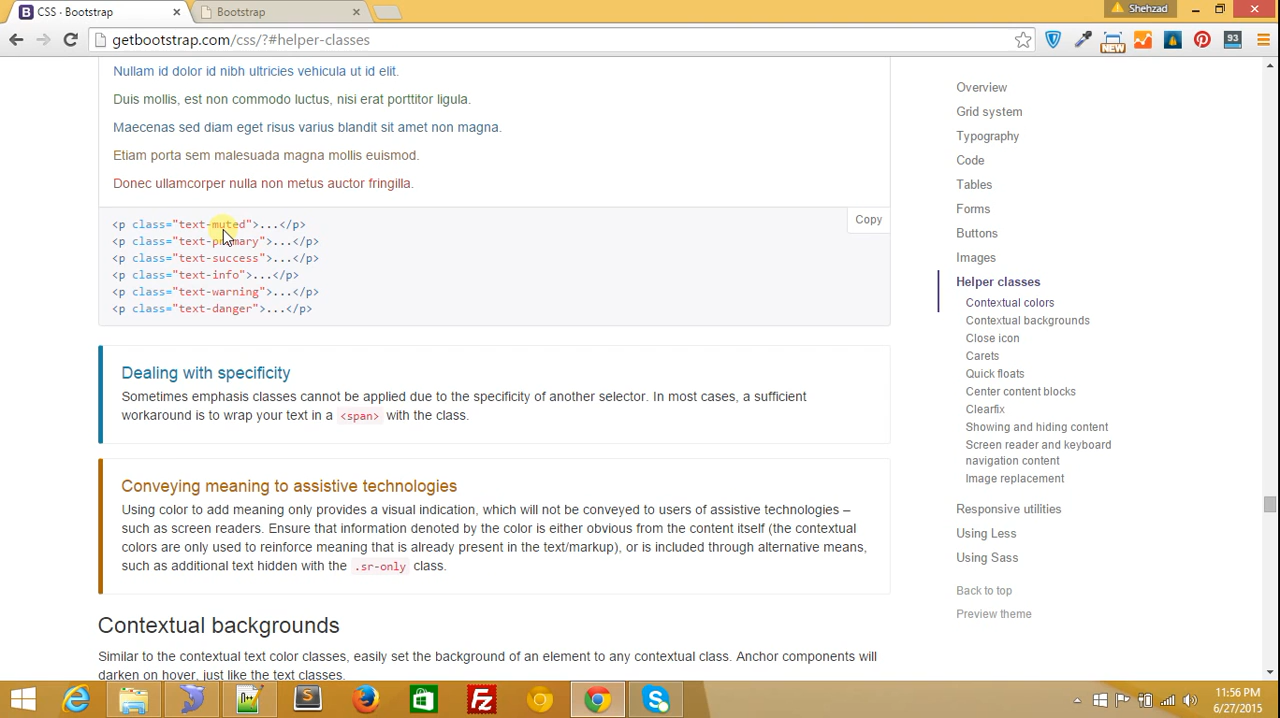 CSS · Bootstrap
Bootstrap
Shehzad
getbootstrap.com/css/?#helper-classes
NEW
93
Nullam id dolor id nibh ultricies vehicula ut id elit.
Duis mollis, est non commodo luctus, nisi erat porttitor ligula.
Maecenas sed diam eget risus varius blandit sit amet non magna.
Etiam porta sem malesuada magna mollis euismod.
Donec ullamcorper nulla non metus auctor fringilla.
Copy
<p class="text-muted">...</p>
<p class="text-primary">...</p>
<p class="text-success">...</p>
<p class="text-info">...</p>
<p class="text-warning">...</p>
<p class="text-danger">...</p>
Dealing with specificity
Sometimes emphasis classes cannot be applied due to the specificity of another selector. In most cases, a sufficient
workaround is to wrap your text in a <span> with the class.
Conveying meaning to assistive technologies
Using color to add meaning only provides a visual indication, which will not be conveyed to users of assistive technologies –
such as screen readers. Ensure that information denoted by the color is either obvious from the content itself (the contextual
colors are only used to reinforce meaning that is already present in the text/markup), or is included through alternative means,
such as additional text hidden with the .sr-only class.
Contextual backgrounds
Similar to the contextual text color classes, easily set the background of an element to any contextual class. Anchor components will
darken on hover, just like the text classes.
Overview
Grid system
Typography
Code
Tables
Forms
Buttons
Images
Helper classes
Contextual colors
Contextual backgrounds
Close icon
Carets
Quick floats
Center content blocks
Clearfix
Showing and hiding content
Screen reader and keyboard
navigation content
Image replacement
Responsive utilities
Using Less
Using Sass
Back to top
Preview theme
11:56 PM
6/27/2015